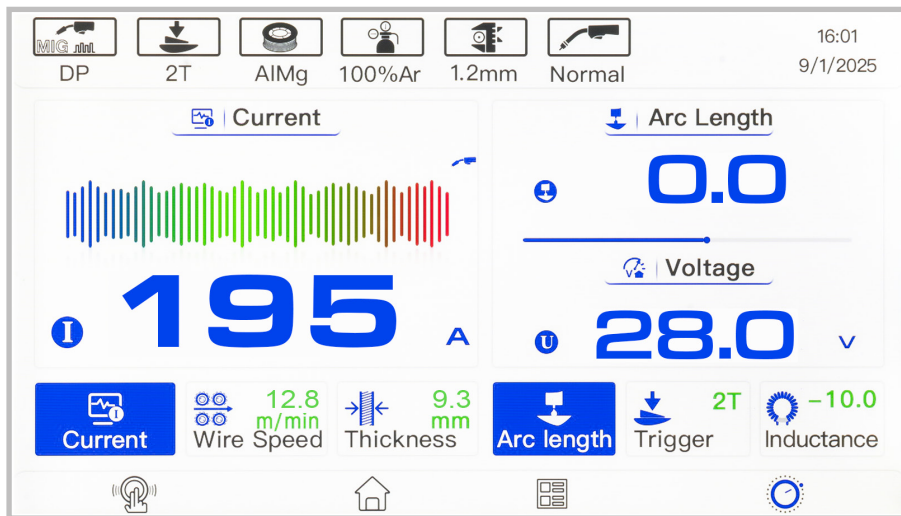 MIG
DP
2T
AlMg
100%Ar
1.2mm
Normal
16:01
9/1/2025
Current
Arc Length
0.0
Voltage
I
195
A
U
28.0
V
Current
12.8
m/min
Wire Speed
9.3
mm
Thickness
Arc length
2T
Trigger
-10.0
Inductance